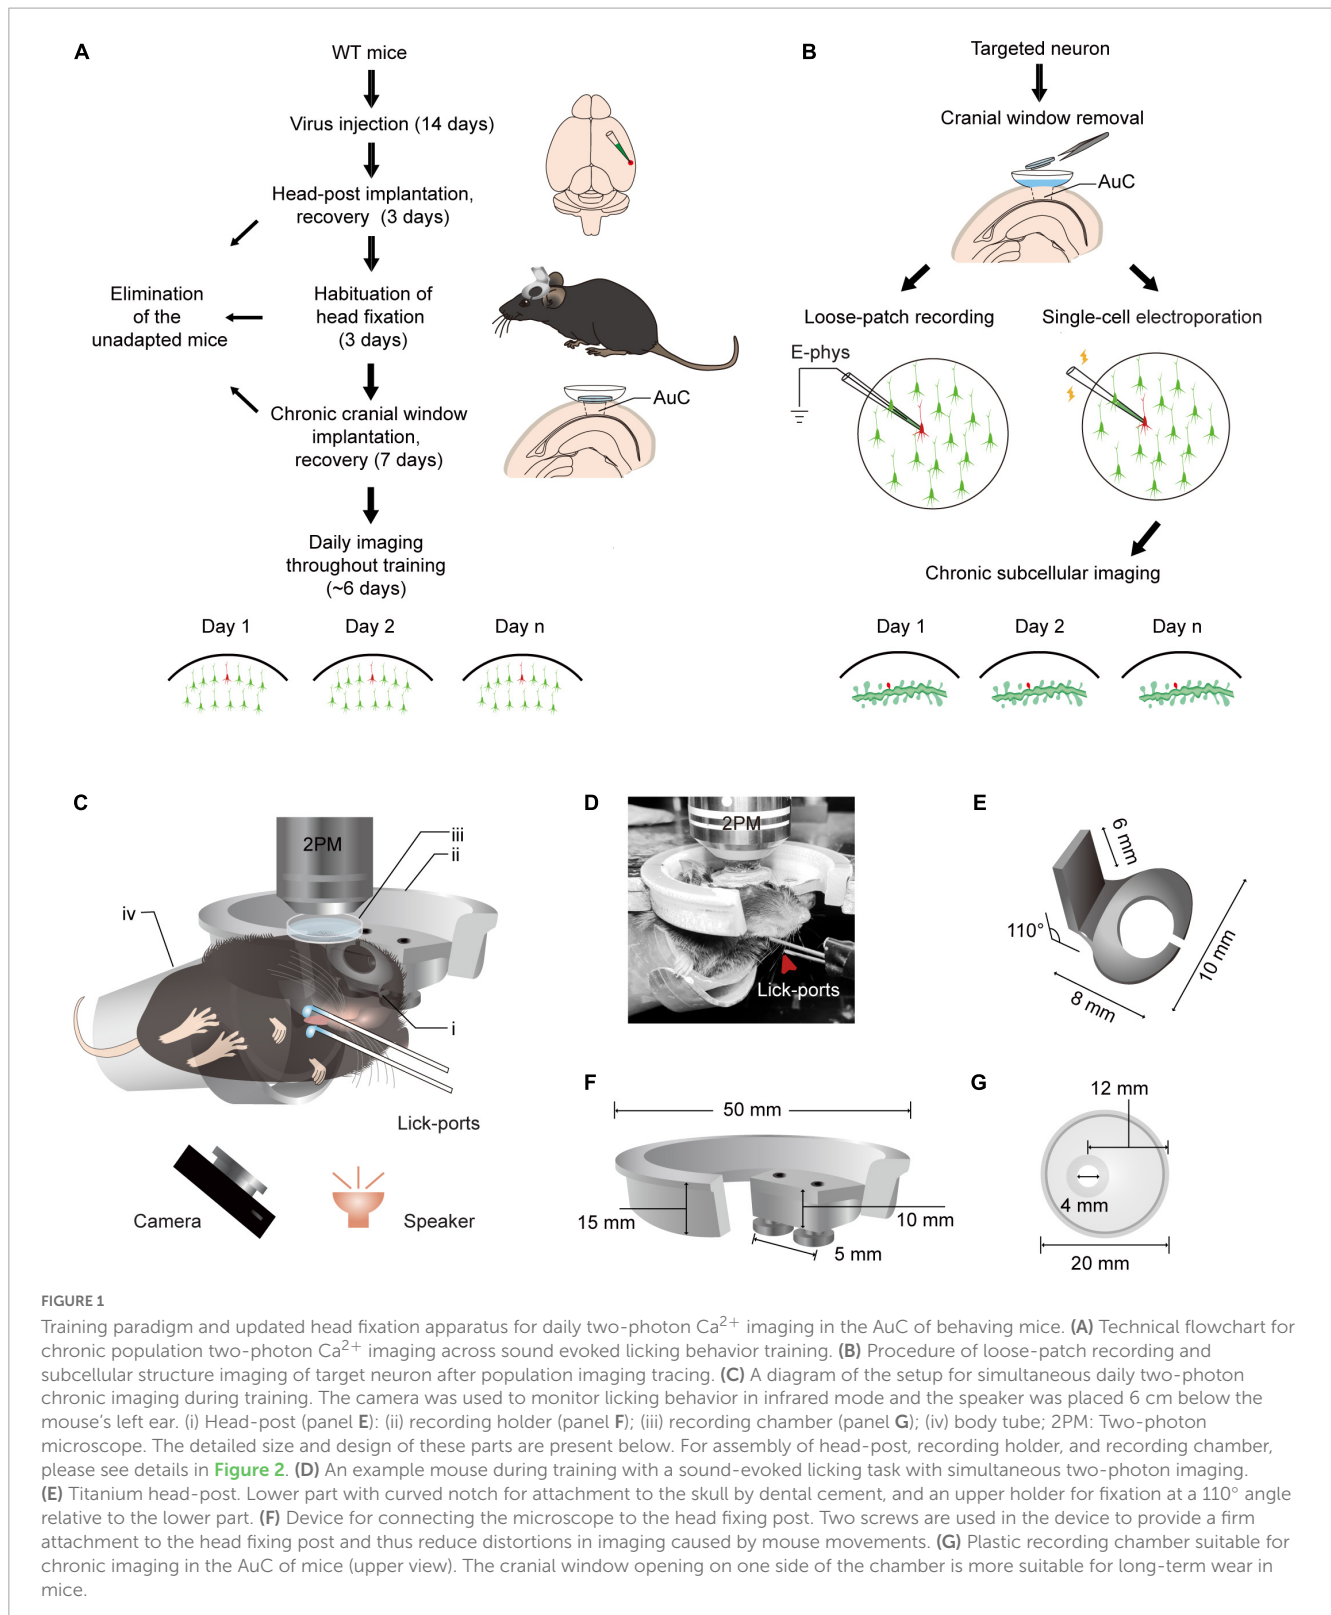 A
WT mice
Virus injection (14 days)
Head-post implantation,
recovery (3 days)
Elimination
of the
unadapted mice
Habituation of
head fixation
(3 days)
Chronic cranial window
implantation,
recovery (7 days)
AuC
Daily imaging
throughout training
(~6 days)
Day 1
Day 2
Day n
B
Targeted neuron
Cranial window removal
AuC
Loose-patch recording
Single-cell electroporation
E-phys
Chronic subcellular imaging
Day 1
Day 2
Day n
C
2PM
iii
ii
iv
i
Lick-ports
Camera
Speaker
D
2PM
Lick-ports
E
6 mm
110°
8 mm
10 mm
F
50 mm
15 mm
10 mm
5 mm
G
12 mm
4 mm
20 mm
FIGURE 1
Training paradigm and updated head fixation apparatus for daily two-photon Ca2+ imaging in the AuC of behaving mice. (A) Technical flowchart for
chronic population two-photon Ca2+ imaging across sound evoked licking behavior training. (B) Procedure of loose-patch recording and
subcellular structure imaging of target neuron after population imaging tracing. (C) A diagram of the setup for simultaneous daily two-photon
chronic imaging during training. The camera was used to monitor licking behavior in infrared mode and the speaker was placed 6 cm below the
mouse's left ear. (i) Head-post (panel E): (ii) recording holder (panel F); (iii) recording chamber (panel G); (iv) body tube; 2PM: Two-photon
microscope. The detailed size and design of these parts are present below. For assembly of head-post, recording holder, and recording chamber,
please see details in Figure 2. (D) An example mouse during training with a sound-evoked licking task with simultaneous two-photon imaging.
(E) Titanium head-post. Lower part with curved notch for attachment to the skull by dental cement, and an upper holder for fixation at a 110° angle
relative to the lower part. (F) Device for connecting the microscope to the head fixing post. Two screws are used in the device to provide a firm
attachment to the head fixing post and thus reduce distortions in imaging caused by mouse movements. (G) Plastic recording chamber suitable for
chronic imaging in the AuC of mice (upper view). The cranial window opening on one side of the chamber is more suitable for long-term wear in
mice.